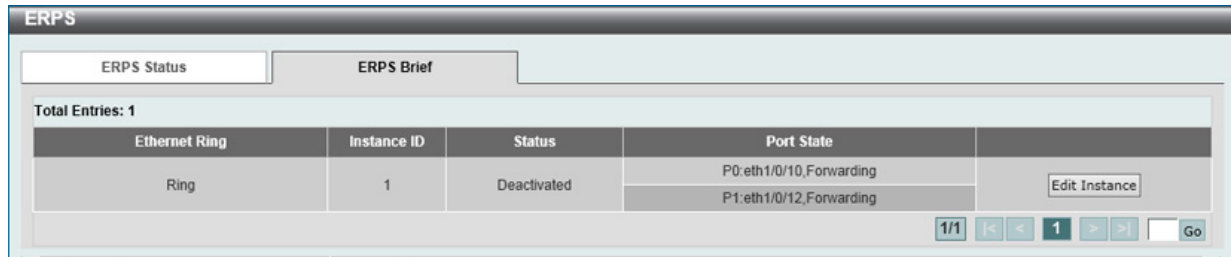 ERPS
ERPS Status ERPS Brief
Total Entries: 1
Ethernet Ring Instance ID Status Port State
Ring 1 Deactivated P0:eth1/0/10,Forwarding Edit Instance
P1:eth1/0/12,Forwarding
1/1 |< < 1 > >| Go